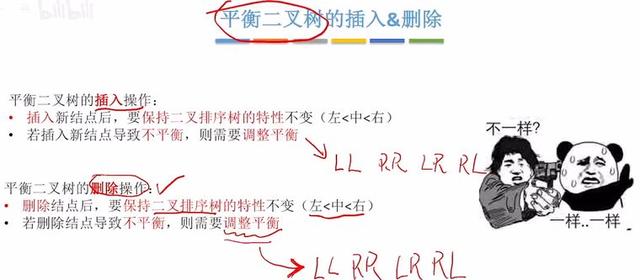 bilibili
平衡二叉树的插入&删除
平衡二叉树的插入操作：
• 插入新结点后，要保持二叉排序树的特性不变（左<中<右）
• 若插入新结点导致不平衡，则需要调整平衡
LL RR LR RL
平衡二叉树的删除操作：
• 删除结点后，要保持二叉排序树的特性不变（左<中<右）
• 若删除结点导致不平衡，则需要调整平衡
LL RR LR RL
不一样?
一样..一样